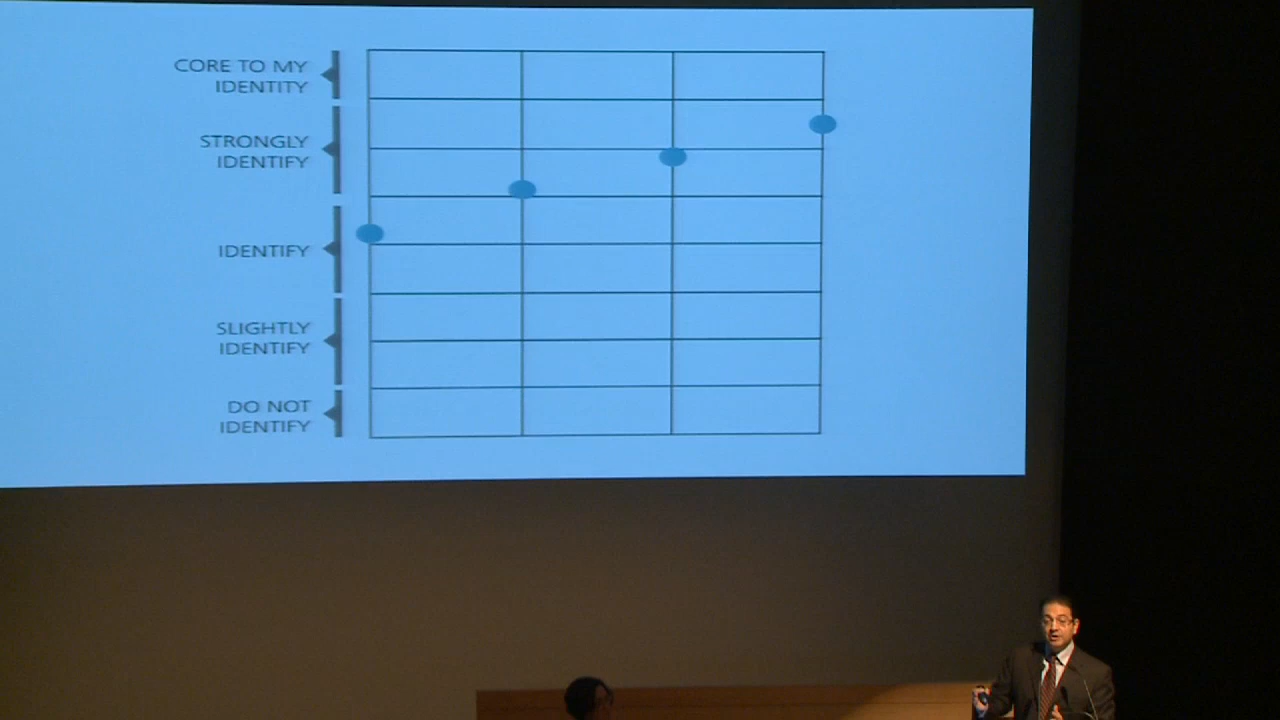 CORE TO MY
IDENTITY
STRONGLY
IDENTIFY
IDENTIFY
SLIGHTLY
IDENTIFY
DO NOT
IDENTIFY